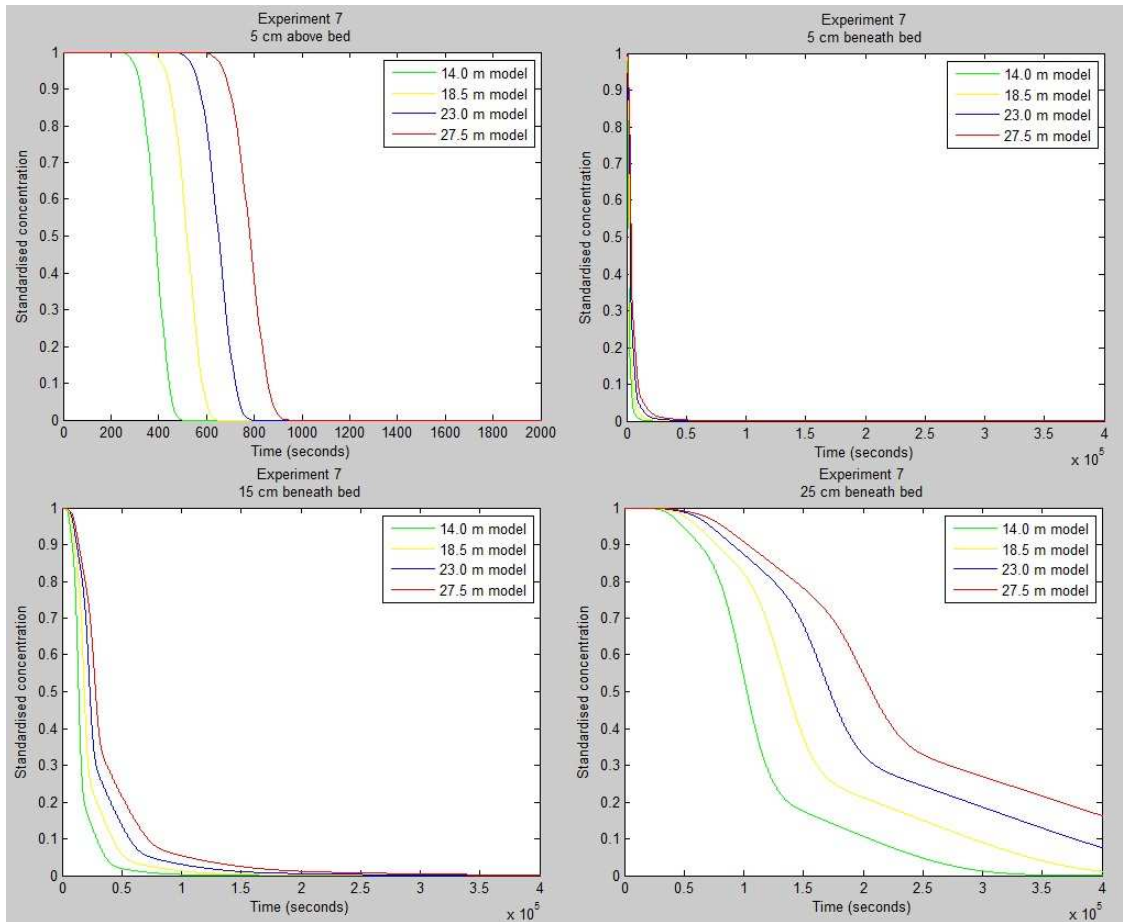 Experiment 7
5 cm above bed
1
0.9
0.8
0.7
0.6
0.5
0.4
0.3
0.2
0.1
0
Standardised concentration
14.0 m model
18.5 m model
23.0 m model
27.5 m model
0 200 400 600 800 1000 1200 1400 1600 1800 2000
Time (seconds)
Experiment 7
5 cm beneath bed
1
0.9
0.8
0.7
0.6
0.5
0.4
0.3
0.2
0.1
0
Standardised concentration
14.0 m model
18.5 m model
23.0 m model
27.5 m model
0 0.5 1 1.5 2 2.5 3 3.5 4
Time (seconds)
x 10^5
Experiment 7
15 cm beneath bed
1
0.9
0.8
0.7
0.6
0.5
0.4
0.3
0.2
0.1
0
Standardised concentration
14.0 m model
18.5 m model
23.0 m model
27.5 m model
0 0.5 1 1.5 2 2.5 3 3.5 4
Time (seconds)
x 10^5
Experiment 7
25 cm beneath bed
1
0.9
0.8
0.7
0.6
0.5
0.4
0.3
0.2
0.1
0
Standardised concentration
14.0 m model
18.5 m model
23.0 m model
27.5 m model
0 0.5 1 1.5 2 2.5 3 3.5 4
Time (seconds)
x 10^5